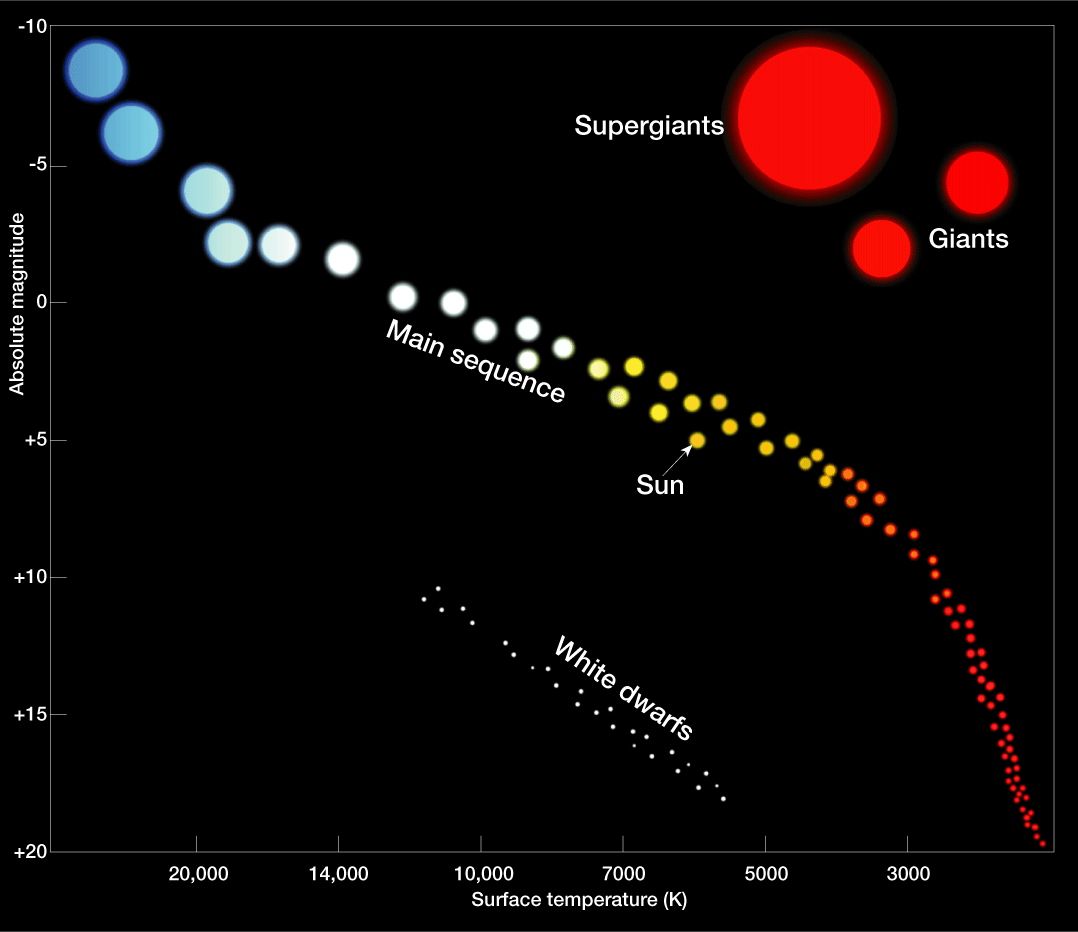 -10
Supergiants
-5
Giants
Absolute magnitude
0
Main sequence
+5
Sun
+10
White dwarfs
+15
+20
20,000 14,000 10,000 7000 5000 3000
Surface temperature (K)